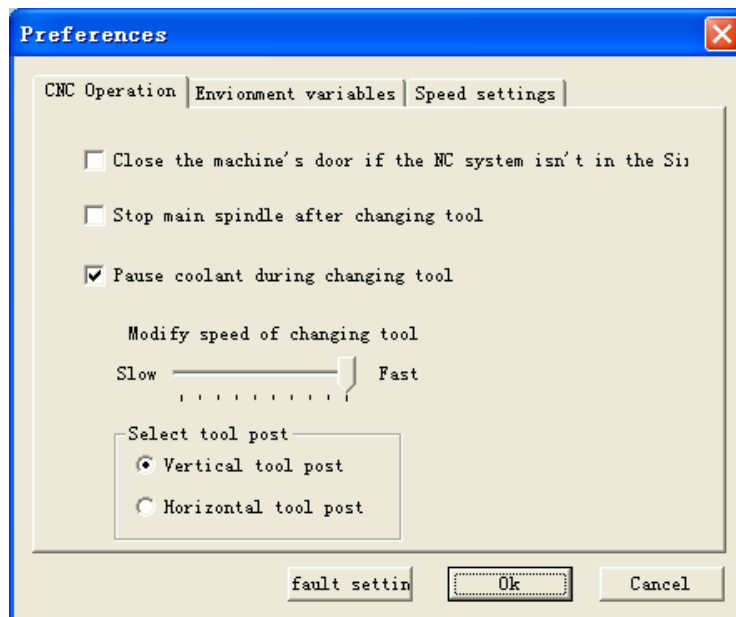 Preferences
CNC Operation Envionment variables Speed settings
Close the machine's door if the NC system isn't in the
Stop main spindle after changing tool
Pause coolant during changing tool
Modify speed of changing tool
Slow Fast
Select tool post
Vertical tool post
Horizontal tool post
fault settin Ok Cancel